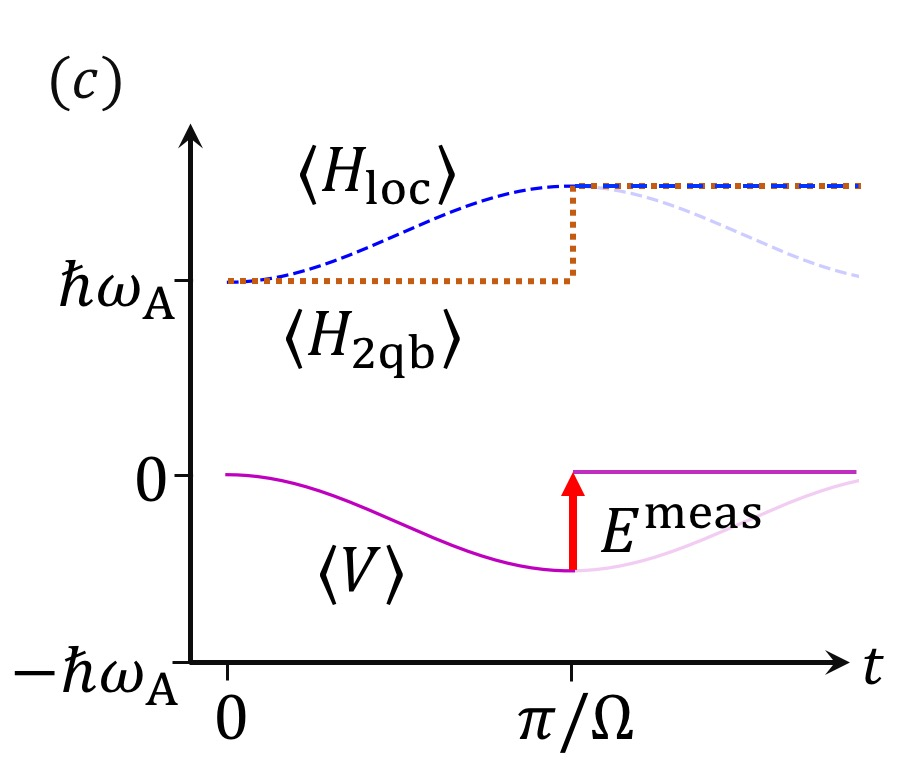 (c)
⟨H_loc⟩
ħω_A
⟨H_2qb⟩
0
E^meas
⟨V⟩
−ħω_A
t
0
π/Ω